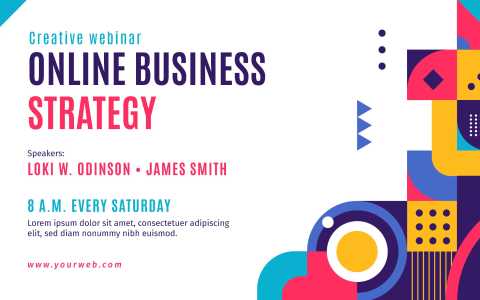 Creative webinar
ONLINE BUSINESS
STRATEGY
Speakers:
LOKI W. ODINSON • JAMES SMITH
8 A.M. EVERY SATURDAY
Lorem ipsum dolor sit amet, consectetuer adipiscing
elit, sed diam nonummy nibh euismod.
www.yourweb.com